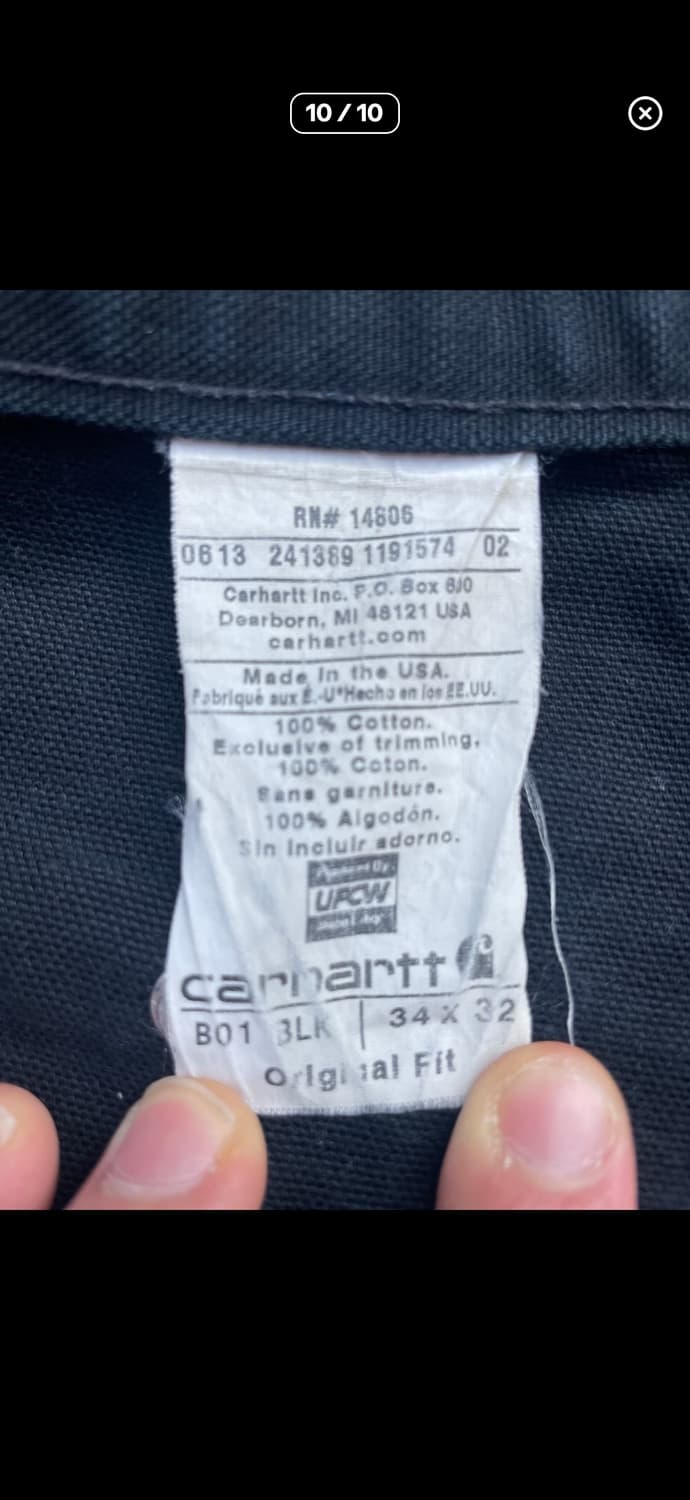 10 / 10
RN# 14806
0613 241389 1191574 02
Carhartt Inc. P.O. Box 600
Dearborn, MI 48121 USA
carhartt.com
Made in the USA.
Fabriqué aux É.-U*Hecho en los EE.UU.
100% Cotton.
Exclusive of trimming.
100% Coton.
Sans garniture.
100% Algodón.
Sin incluir adorno.
UFCW
carhartt
B01 BLK | 34 X 32
Original Fit